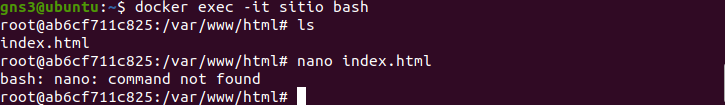 gns3@ubuntu:~$ docker exec -it sitio bash
root@ab6cf711c825:/var/www/html# ls
index.html
root@ab6cf711c825:/var/www/html# nano index.html
bash: nano: command not found
root@ab6cf711c825:/var/www/html#